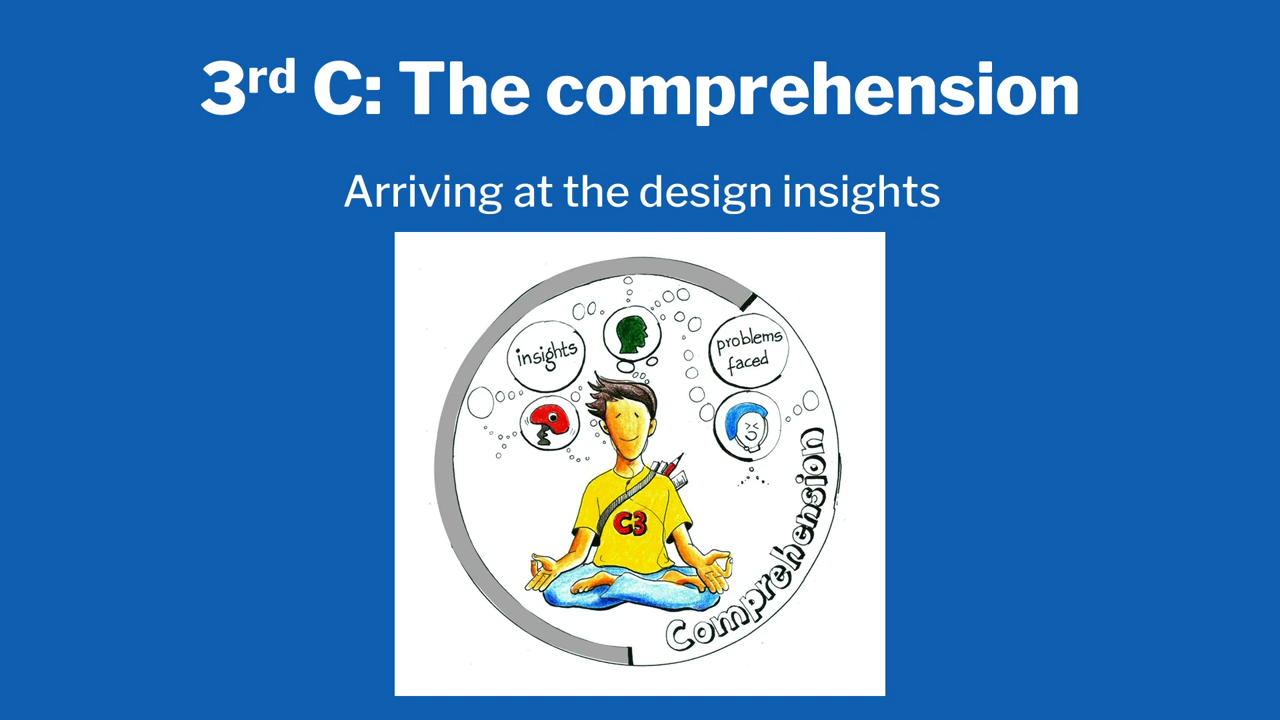 3rd C: The comprehension
Arriving at the design insights
insights
problems
faced
C3
Comprehension